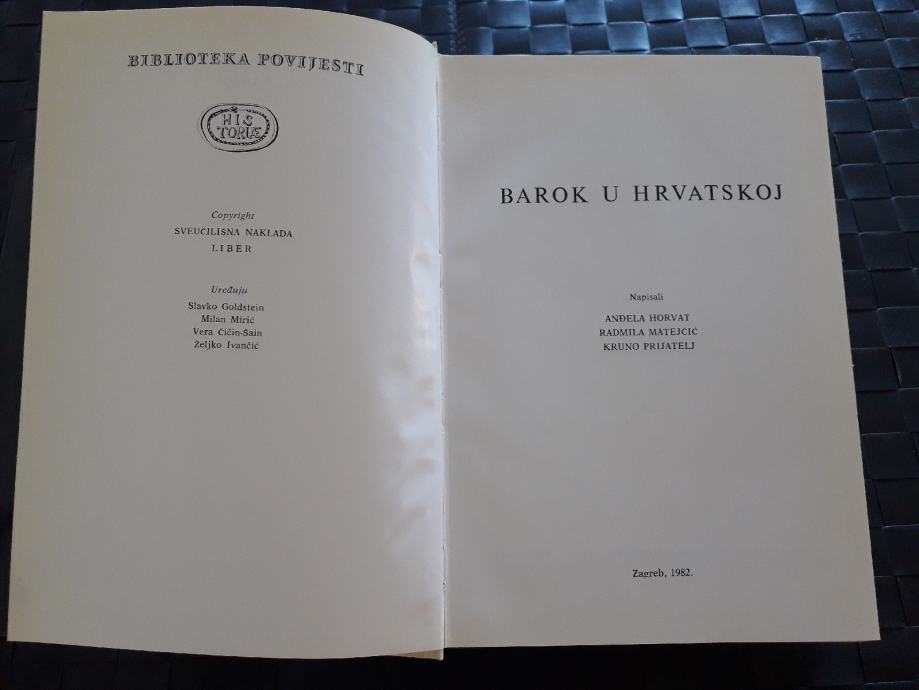 BIBLIOTEKA POVIJESTI
HIS
TORIÆ
Copyright
SVEUČILIŠNA NAKLADA
LIBER
Uređuju
Slavko Goldstein
Milan Mirić
Vera Čičin-Šain
Željko Ivančić
BAROK U HRVATSKOJ
Napisali
ANĐELA HORVAT
RADMILA MATEJČIĆ
KRUNO PRIJATELJ
Zagreb, 1982.